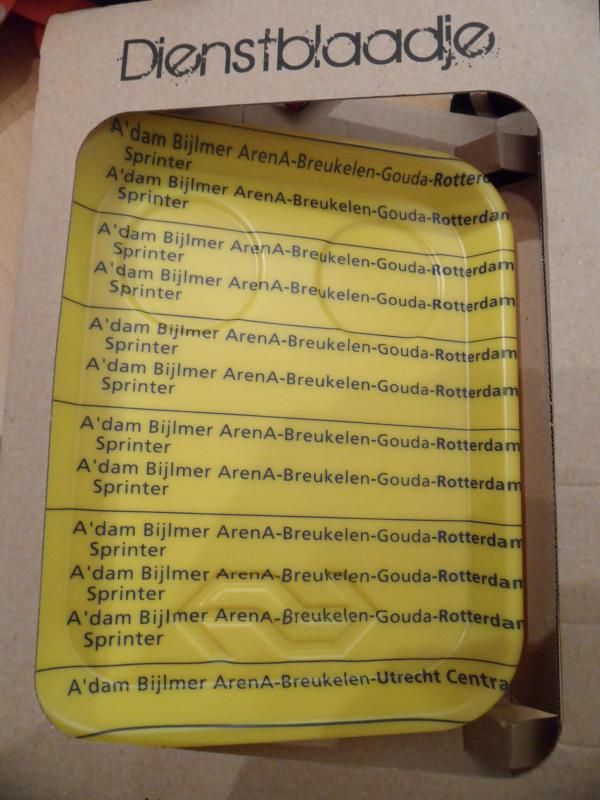 Dienstblaadje
A'dam Bijlmer ArenA-Breukelen-Gouda-Rotterd
Sprinter
A'dam Bijlmer ArenA-Breukelen-Gouda-Rotterdam
Sprinter
A'dam Bijlmer ArenA-Breukelen-Gouda-Rotterdam
Sprinter
A'dam Bijlmer ArenA-Breukelen-Gouda-Rotterdam
Sprinter
A'dam Bijlmer ArenA-Breukelen-Gouda-Rotterdam
Sprinter
A'dam Bijlmer ArenA-Breukelen-Gouda-Rotterdam
Sprinter
A'dam Bijlmer ArenA-Breukelen-Gouda-Rotterdam
Sprinter
A'dam Bijlmer ArenA-Breukelen-Gouda-Rotterdam
Sprinter
A'dam Bijlmer ArenA-Breukelen-Gouda-Rotterdam
Sprinter
A'dam Bijlmer ArenA-Breukelen-Gouda-Rotterdam
Sprinter
A'dam Bijlmer ArenA-Breukelen-Gouda-Rotterdam
Sprinter
A'dam Bijlmer ArenA-Breukelen-Utrecht Centra